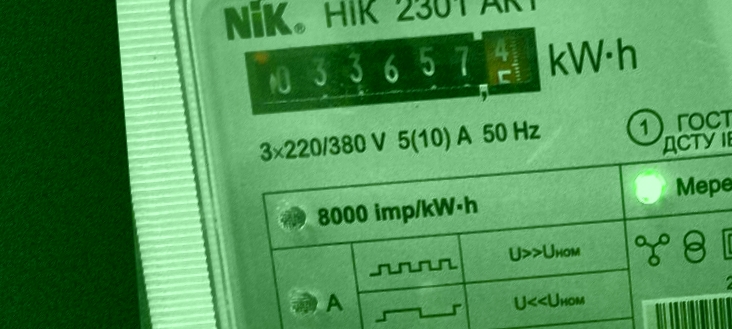 NiK® НІК 2301 АК1
0 3 3 6 5 7, 4 kW·h
3×220/380 V 5(10) A 50 Hz
1 ГОСТ
ДСТУ
8000 imp/kW·h
Мере
A
U>>Uном
U<<Uном